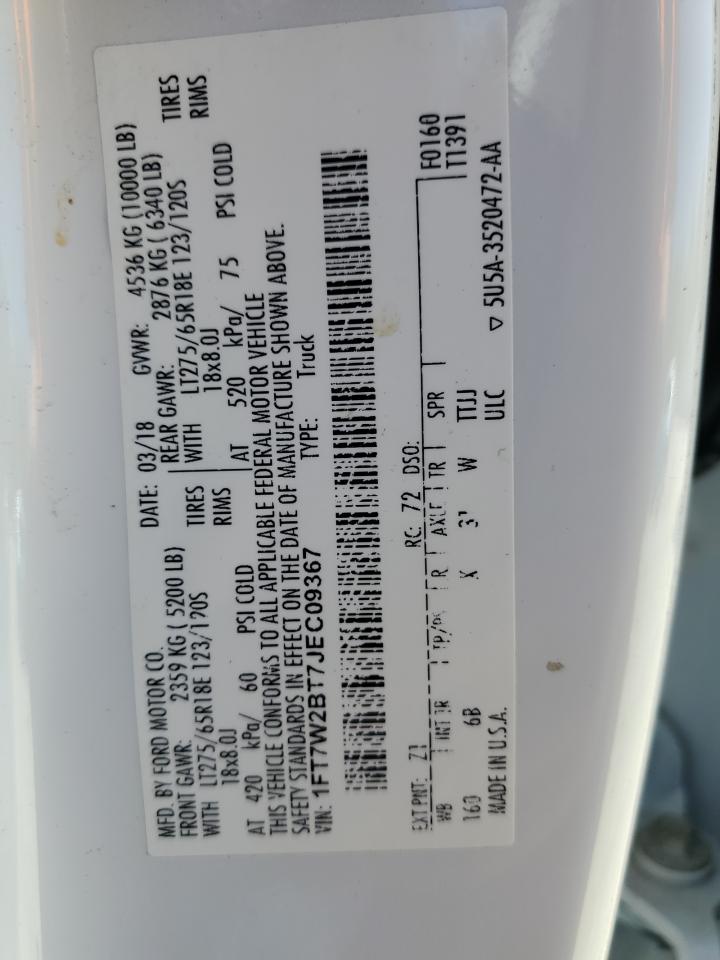 MFD. BY FORD MOTOR CO.
DATE: 03/18 GVWR: 4536 KG (10000 LB)
FRONT GAWR: 2359 KG ( 5200 LB) REAR GAWR: 2876 KG ( 6340 LB)
WITH LT275/65R18E 123/120S TIRES WITH LT275/65R18E 123/120S TIRES
18x8.0J RIMS 18x8.0J RIMS
AT 420 kPa/ 60 PSI COLD AT 520 kPa/ 75 PSI COLD
THIS VEHICLE CONFORMS TO ALL APPLICABLE FEDERAL MOTOR VEHICLE
SAFETY STANDARDS IN EFFECT ON THE DATE OF MANUFACTURE SHOWN ABOVE.
VIN: 1FT7W2BT7JEC09367 TYPE: Truck
EXT PNT: Z1 RC: 72 DSO: F0160
WB INT TR TP/PS R AXLE TR SPR T1391
160 6B X 3' W TTJJ
MADE IN U.S.A. ULC
▽ 5U5A-3520472-AA